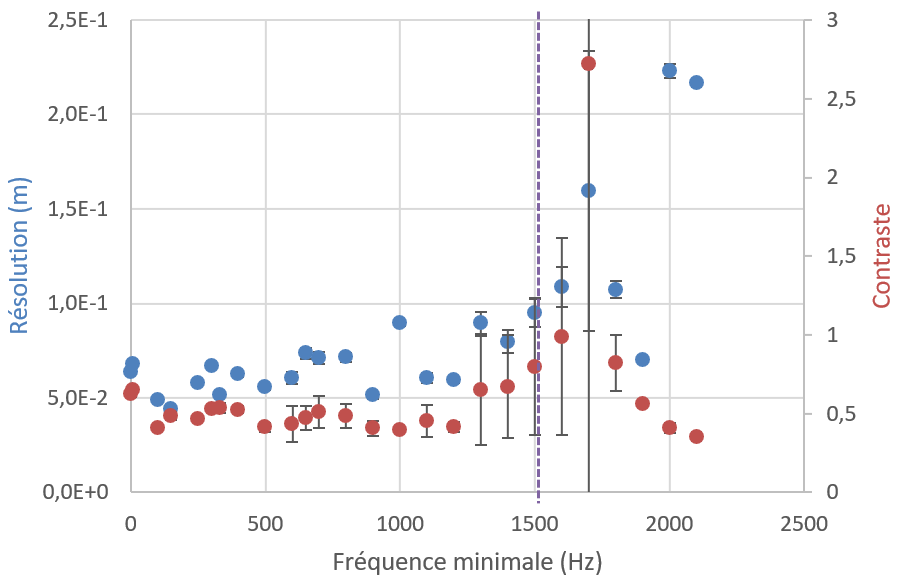 2,5E-1
2,0E-1
1,5E-1
1,0E-1
5,0E-2
0,0E+0
Résolution (m)
3
2,5
2
1,5
1
0,5
0
Contraste
0 500 1000 1500 2000 2500
Fréquence minimale (Hz)